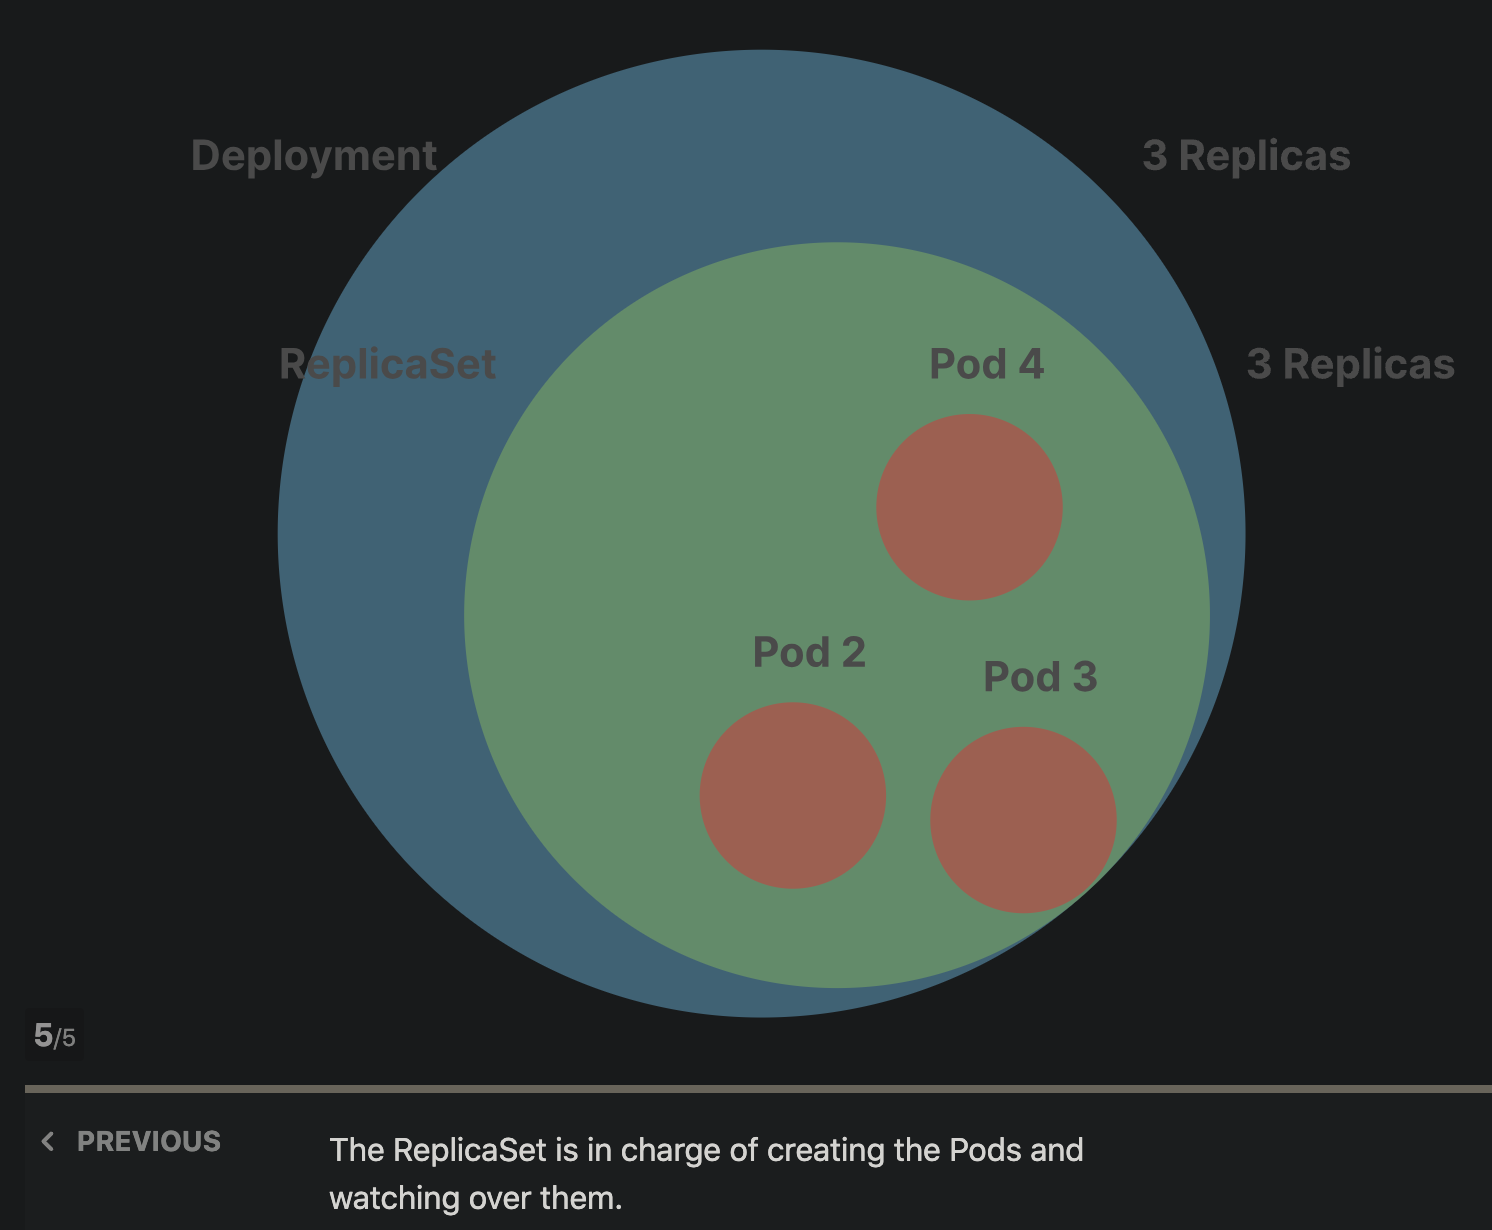 Deployment
3 Replicas
ReplicaSet
Pod 4
3 Replicas
Pod 2
Pod 3
5/5
PREVIOUS
The ReplicaSet is in charge of creating the Pods and
watching over them.